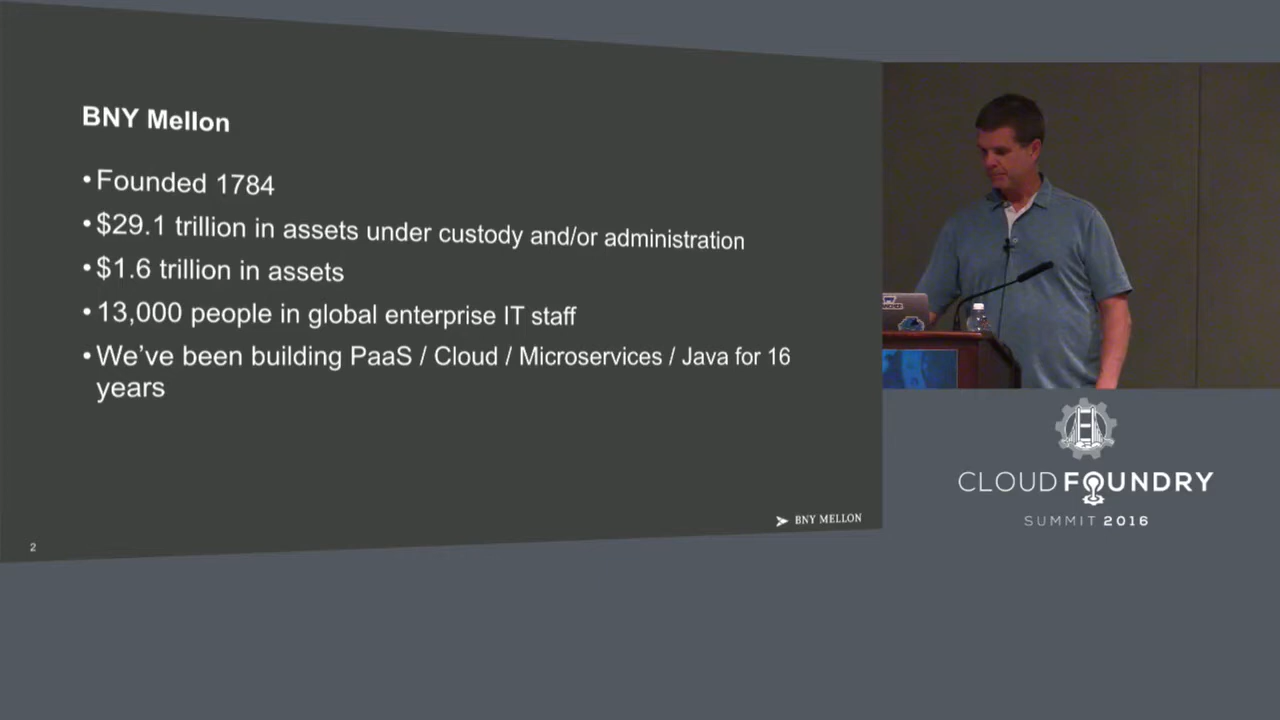 BNY Mellon
•Founded 1784
•$29.1 trillion in assets under custody and/or administration
•$1.6 trillion in assets
•13,000 people in global enterprise IT staff
•We’ve been building PaaS / Cloud / Microservices / Java for 16
years
BNY MELLON
2
CLOUD FOUNDRY
SUMMIT 2016